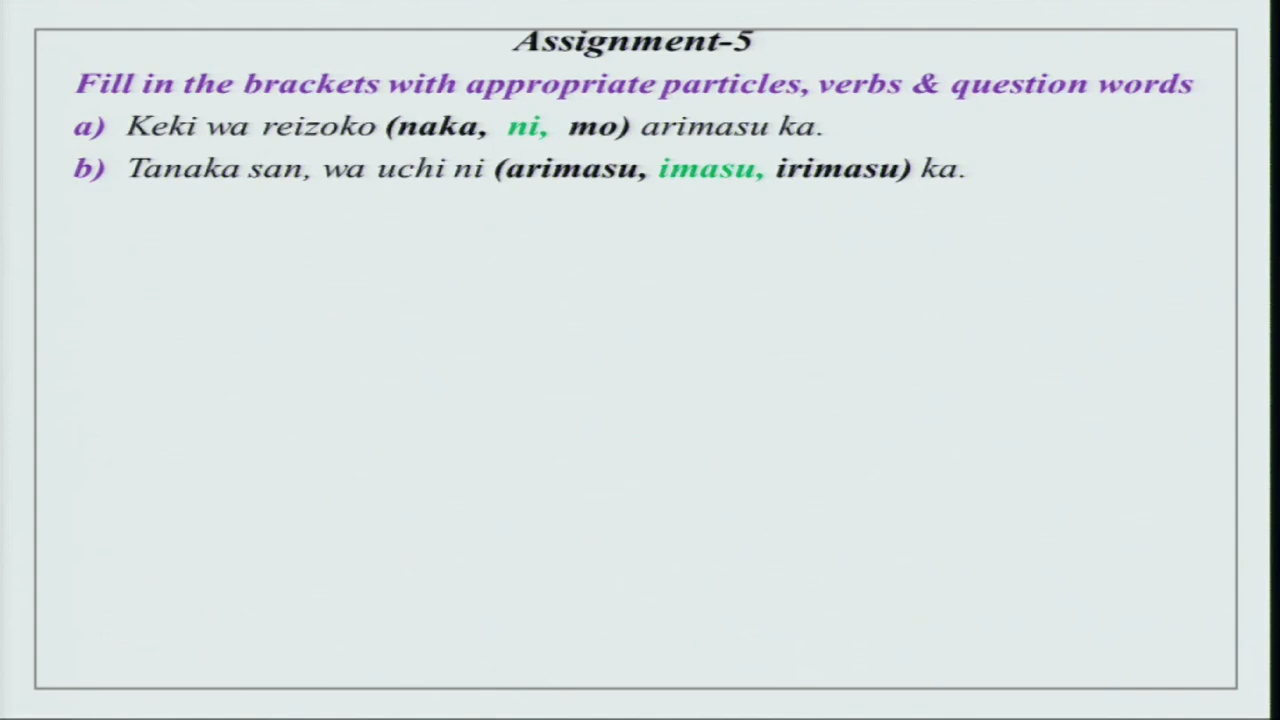 Assignment-5
Fill in the brackets with appropriate particles, verbs & question words
a) Keki wa reizoko (naka, ni, mo) arimasu ka.
b) Tanaka san, wa uchi ni (arimasu, imasu, irimasu) ka.